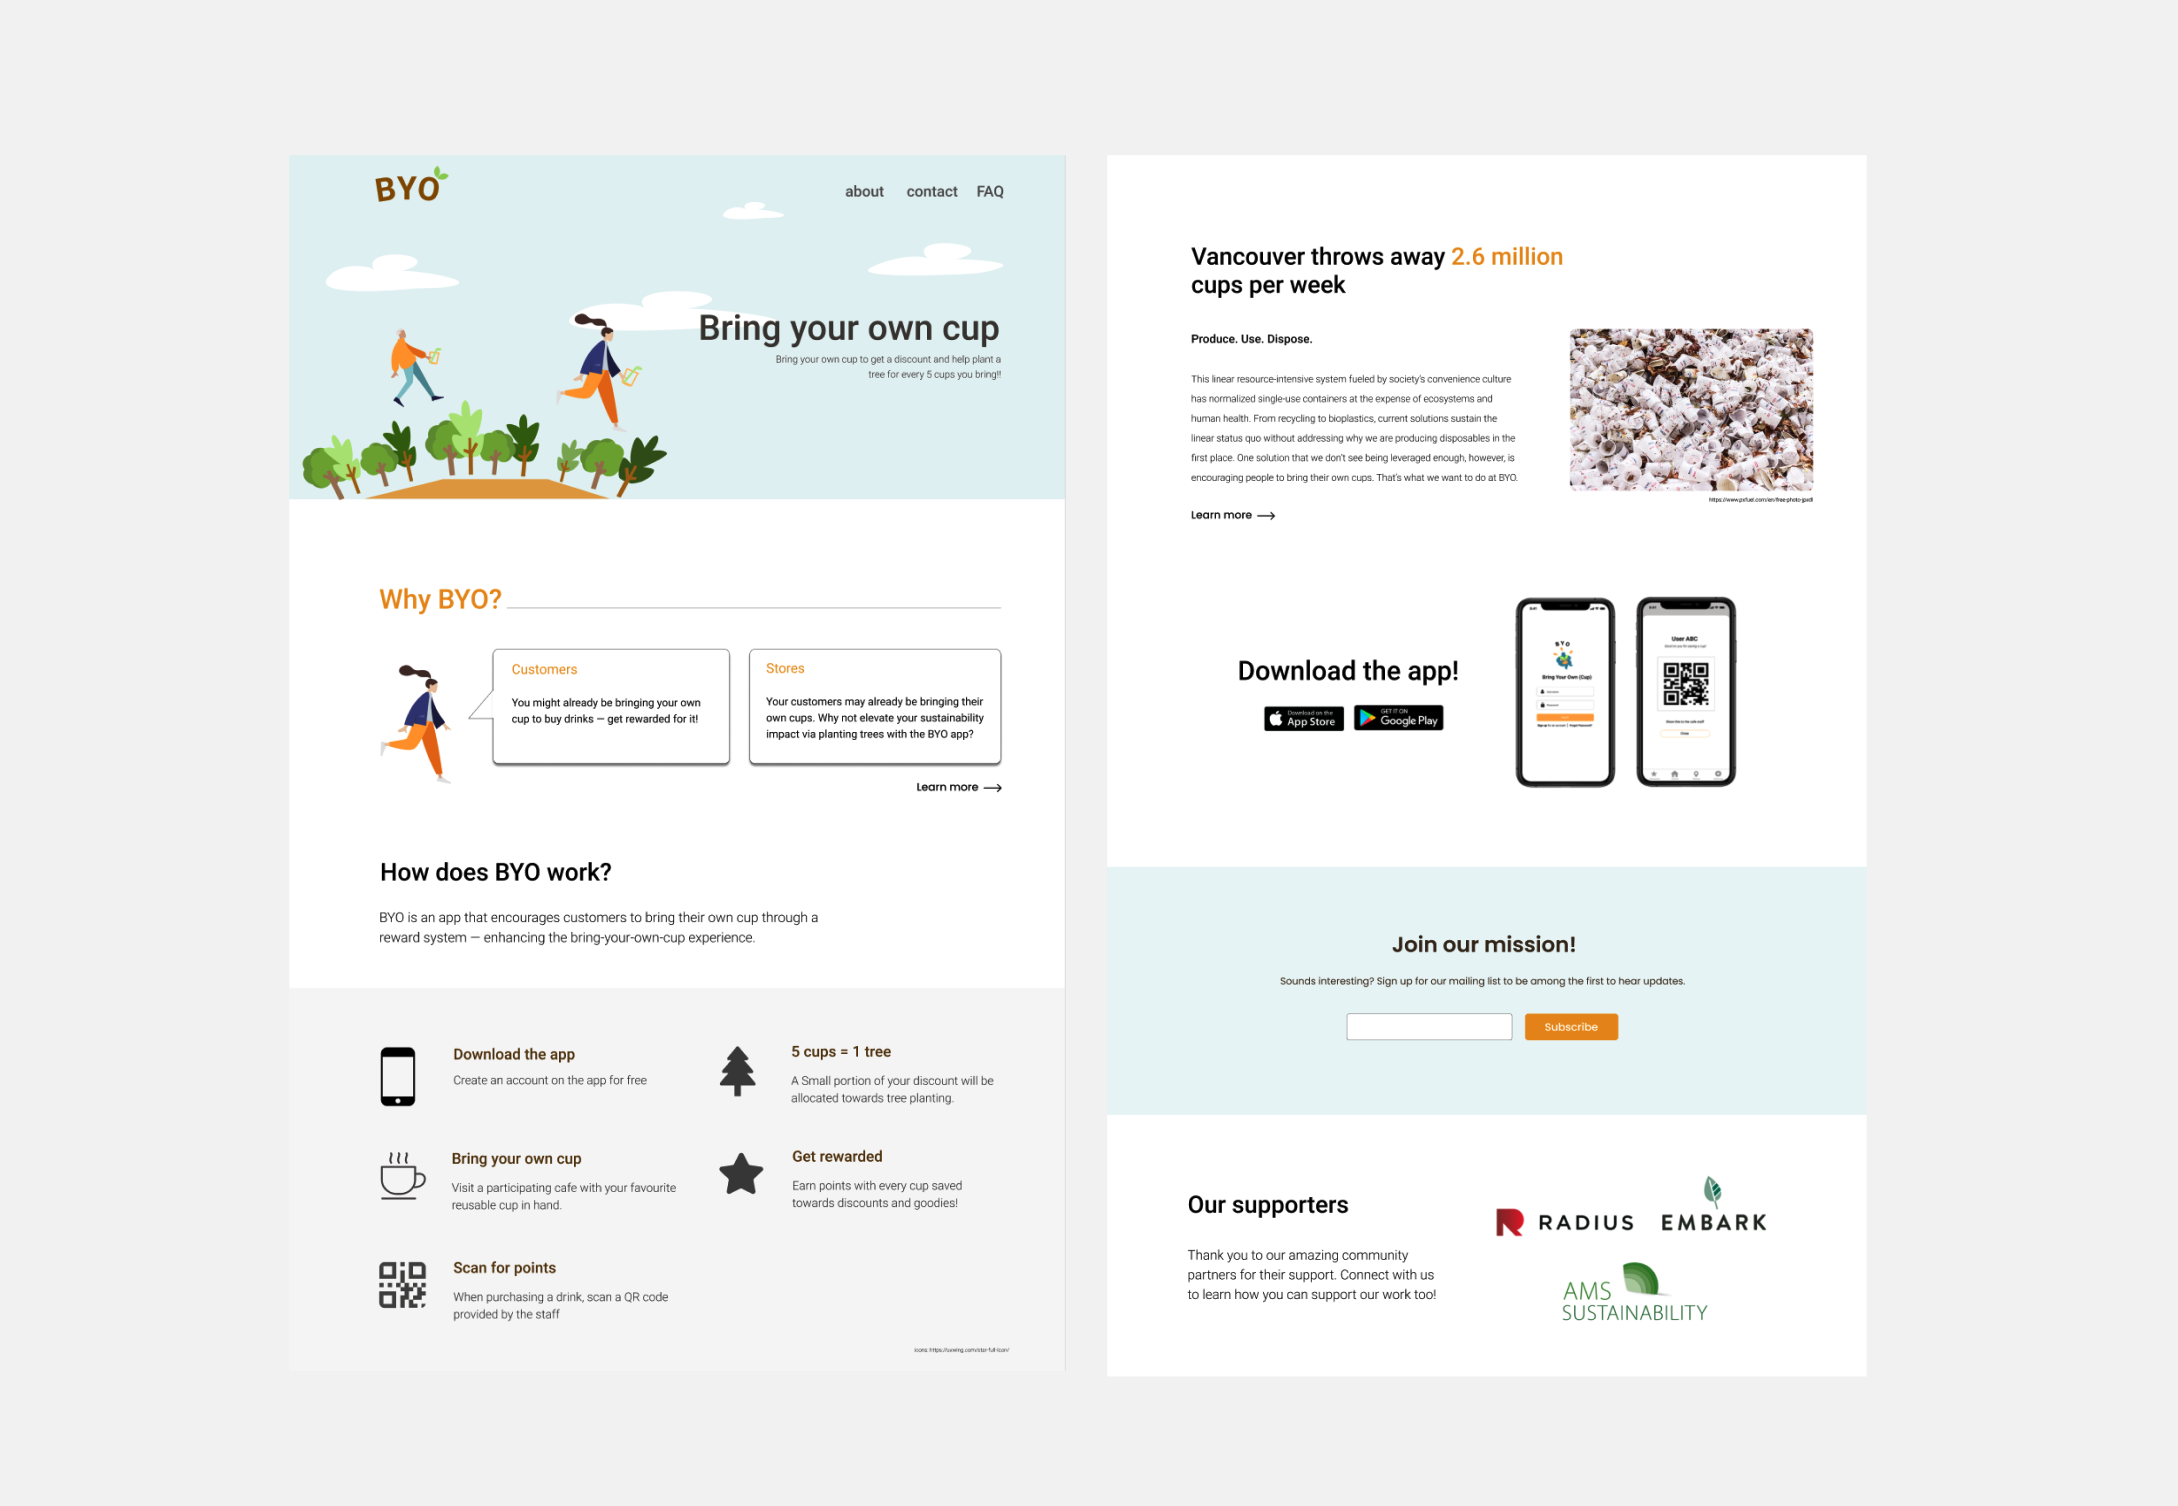 BYO
about contact FAQ
Bring your own cup
Bring your own cup to get a discount and help plant a
tree for every 5 cups you bring!!
Why BYO?
Customers
You might already be bringing your own
cup to buy drinks — get rewarded for it!
Stores
Your customers may already be bringing their
own cups. Why not elevate your sustainability
impact via planting trees with the BYO app?
Learn more
How does BYO work?
BYO is an app that encourages customers to bring their own cup through a
reward system — enhancing the bring-your-own-cup experience.
Download the app
Create an account on the app for free
5 cups = 1 tree
A Small portion of your discount will be
allocated towards tree planting.
Bring your own cup
Visit a participating cafe with your favourite
reusable cup in hand.
Get rewarded
Earn points with every cup saved
towards discounts and goodies!
Scan for points
When purchasing a drink, scan a QR code
provided by the staff
Vancouver throws away 2.6 million
cups per week
Produce. Use. Dispose.
This linear resource-intensive system fueled by society's convenience culture
has normalized single-use containers at the expense of ecosystems and
human health. From recycling to bioplastics, current solutions sustain the
linear status quo without addressing why we are producing disposables in the
first place. One solution that we don't see being leveraged enough, however, is
encouraging people to bring their own cups. That's what we want to do at BYO.
Learn more
Download the app!
Download on the
App Store
GET IT ON
Google Play
BYO
Bring Your Own (Cup)
User ABC
Join our mission!
Sounds interesting? Sign up for our mailing list to be among the first to hear updates.
Subscribe
Our supporters
Thank you to our amazing community
partners for their support. Connect with us
to learn how you can support our work too!
RADIUS
EMBARK
AMS
SUSTAINABILITY